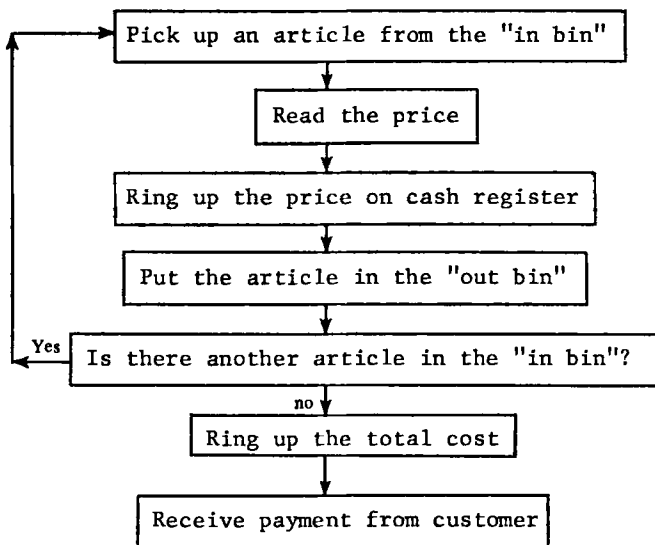 Pick up an article from the "in bin"
Read the price
Ring up the price on cash register
Put the article in the "out bin"
Yes
Is there another article in the "in bin"?
no
Ring up the total cost
Receive payment from customer